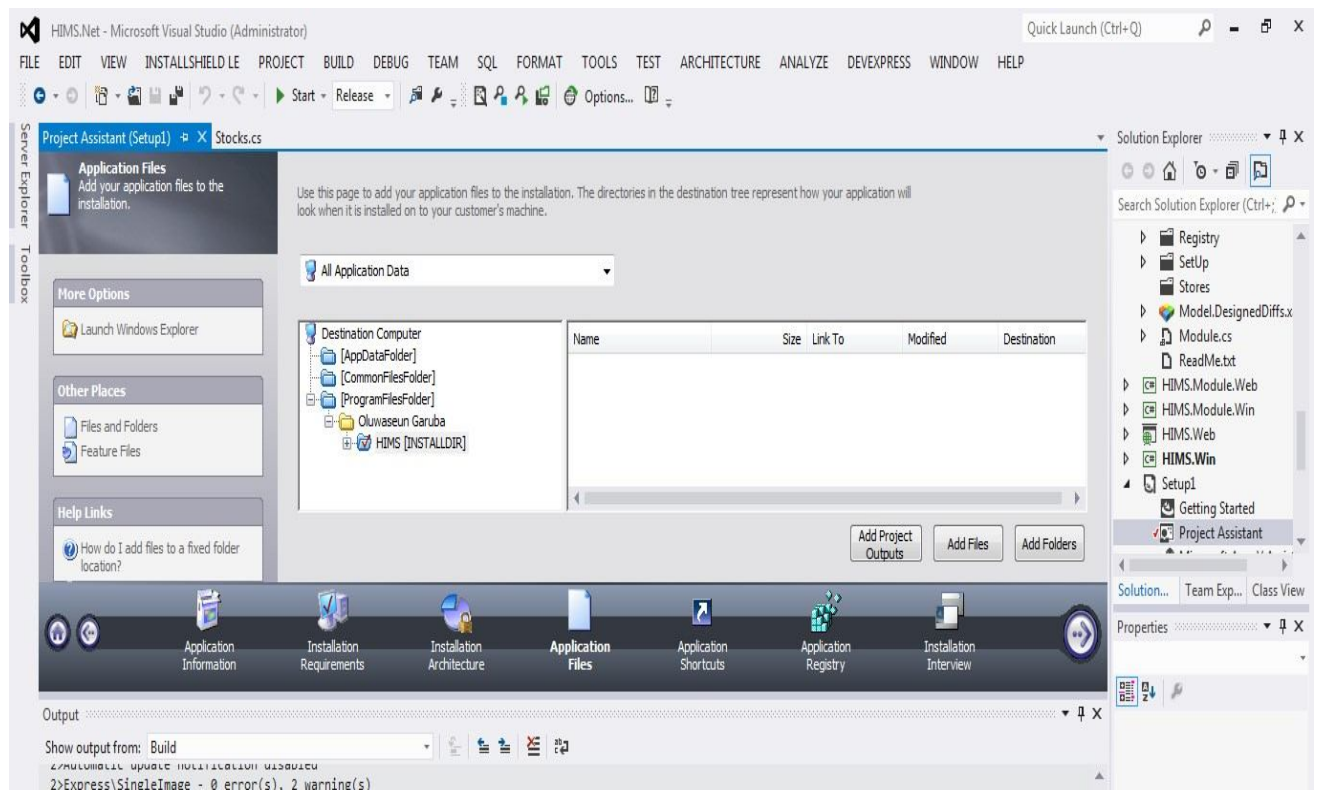 HIMS.Net - Microsoft Visual Studio (Administrator)
Quick Launch (Ctrl+Q)
FILE EDIT VIEW INSTALLSHIELD LE PROJECT BUILD DEBUG TEAM SQL FORMAT TOOLS TEST ARCHITECTURE ANALYZE DEVEXPRESS WINDOW HELP
Start Release Options...
Server Explorer
Toolbox
Project Assistant (Setup1) Stocks.cs
Application Files
Add your application files to the
installation.
Use this page to add your application files to the installation. The directories in the destination tree represent how your application will
look when it is installed on to your customer's machine.
All Application Data
More Options
Launch Windows Explorer
Other Places
Files and Folders
Feature Files
Help Links
How do I add files to a fixed folder
location?
Destination Computer
[AppDataFolder]
[CommonFilesFolder]
[ProgramFilesFolder]
Oluwaseun Garuba
HIMS [INSTALLDIR]
Name Size Link To Modified Destination
Add Project
Outputs
Add Files
Add Folders
Application
Information
Installation
Requirements
Installation
Architecture
Application
Files
Application
Shortcuts
Application
Registry
Installation
Interview
Output
Show output from: Build
2>Automatic update notification disabled
2>Express\SingleImage - 0 error(s), 2 warning(s)
Solution Explorer
Search Solution Explorer (Ctrl+;
Registry
SetUp
Stores
Model.DesignedDiffs.x
Module.cs
ReadMe.txt
HIMS.Module.Web
HIMS.Module.Win
HIMS.Web
HIMS.Win
Setup1
Getting Started
Project Assistant
Solution... Team Exp... Class View
Properties